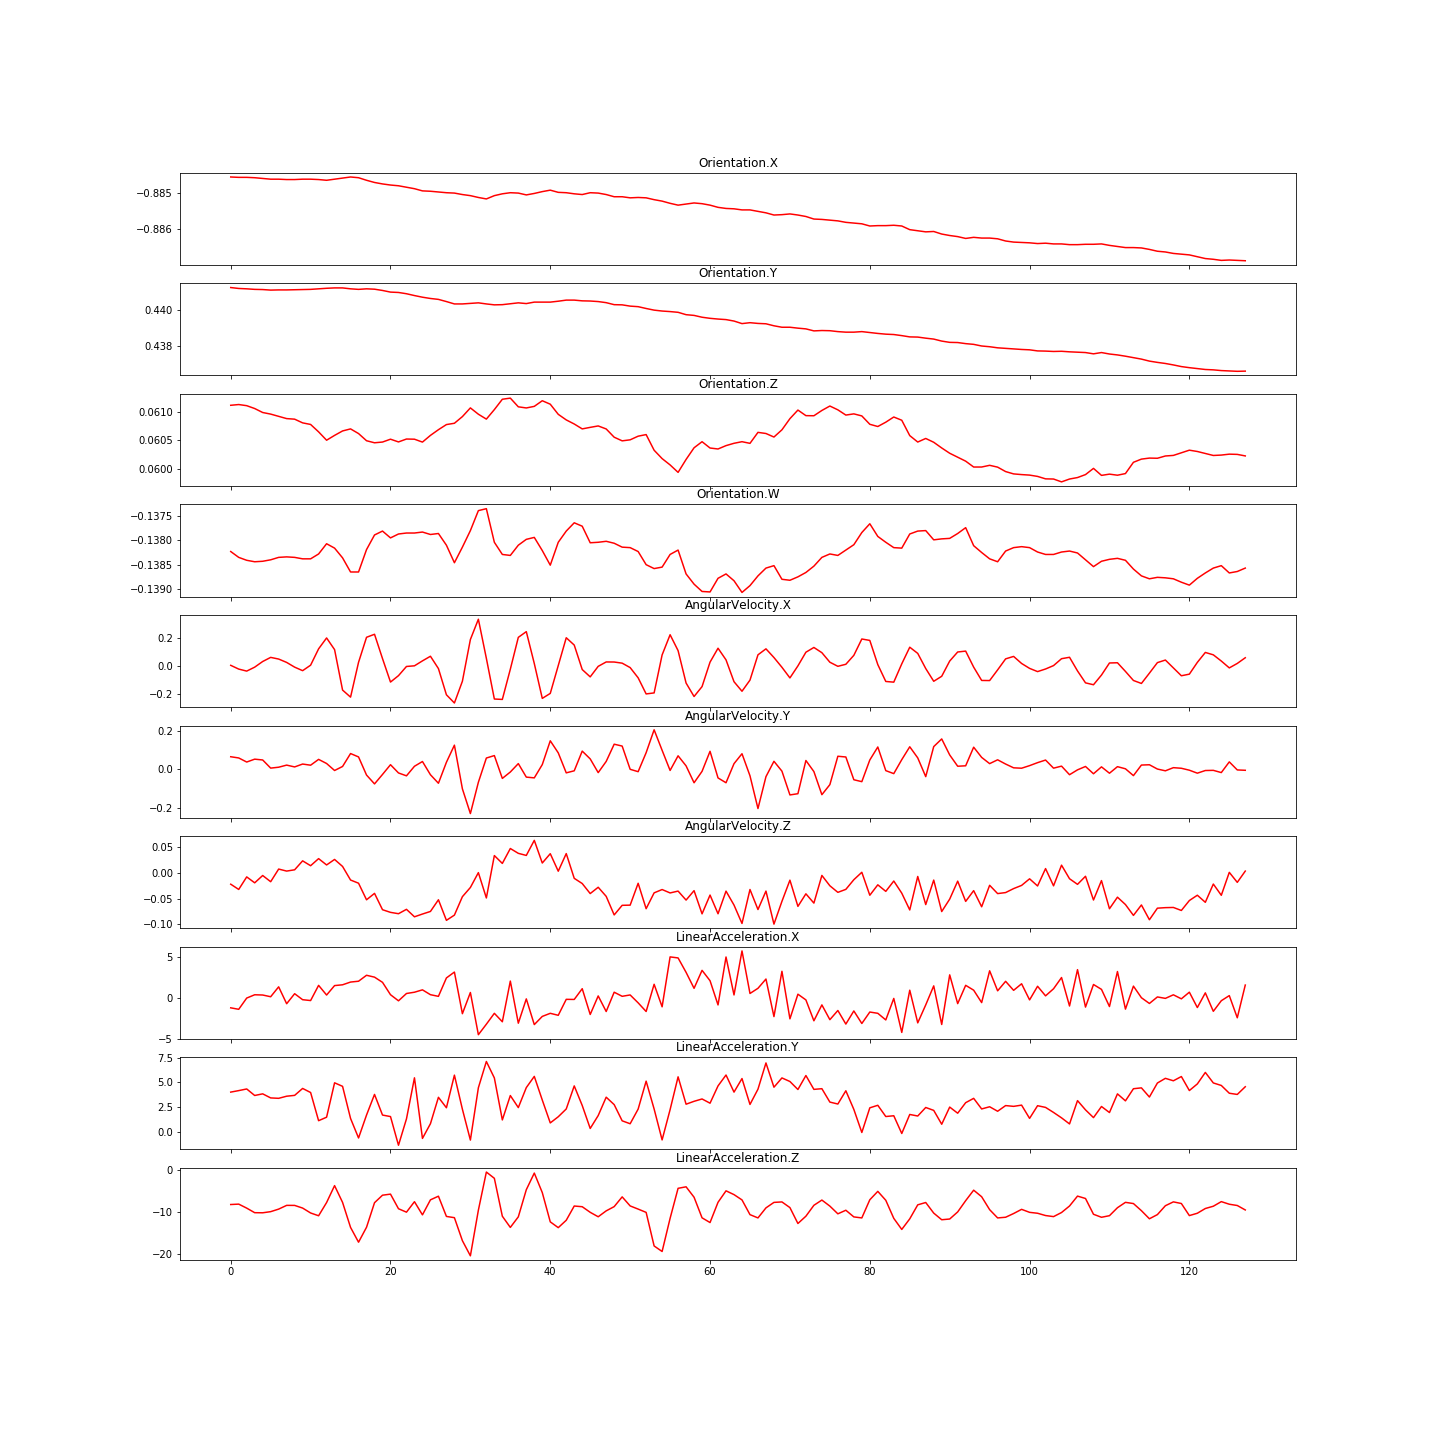 Orientation.X
−0.885
−0.886
Orientation.Y
0.440
0.438
Orientation.Z
0.0610
0.0605
0.0600
Orientation.W
−0.1375
−0.1380
−0.1385
−0.1390
AngularVelocity.X
0.2
0.0
−0.2
AngularVelocity.Y
0.2
0.0
−0.2
AngularVelocity.Z
0.05
0.00
−0.05
−0.10
LinearAcceleration.X
5
0
−5
LinearAcceleration.Y
7.5
5.0
2.5
0.0
LinearAcceleration.Z
0
−10
−20
0 20 40 60 80 100 120